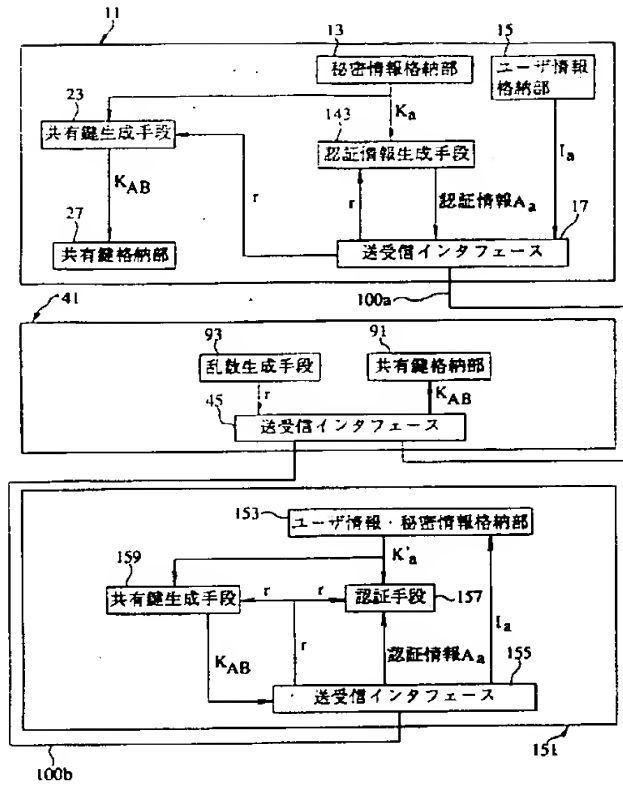 11
13
秘密情報格納部
15
ユーザ情報
格納部
23
共有鍵生成手段
Ka
143
認証情報生成手段
Ia
KAB
r
r
認証情報Aa
17
27
共有鍵格納部
送受信インタフェース
100a
41
93
乱数生成手段
91
共有鍵格納部
r
KAB
45
送受信インタフェース
153
ユーザ情報・秘密情報格納部
K'a
159
共有鍵生成手段
r
r
認証手段
157
Ia
KAB
r
認証情報Aa
155
送受信インタフェース
100b
151